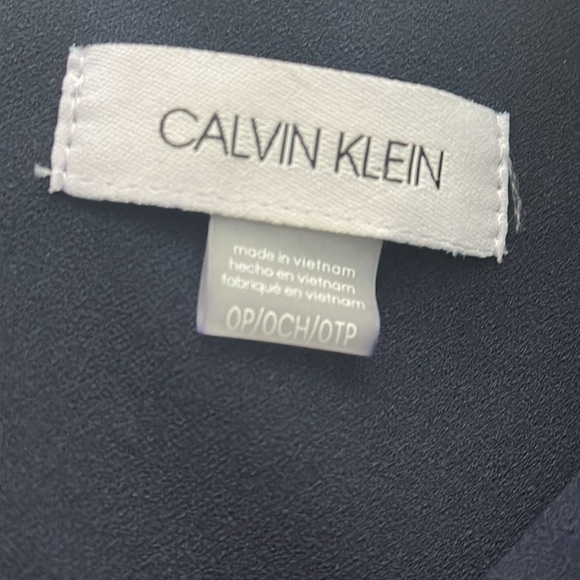 CALVIN KLEIN
made in vietnam
hecho en vietnam
fabriqué en vietnam
0P/0CH/0TP